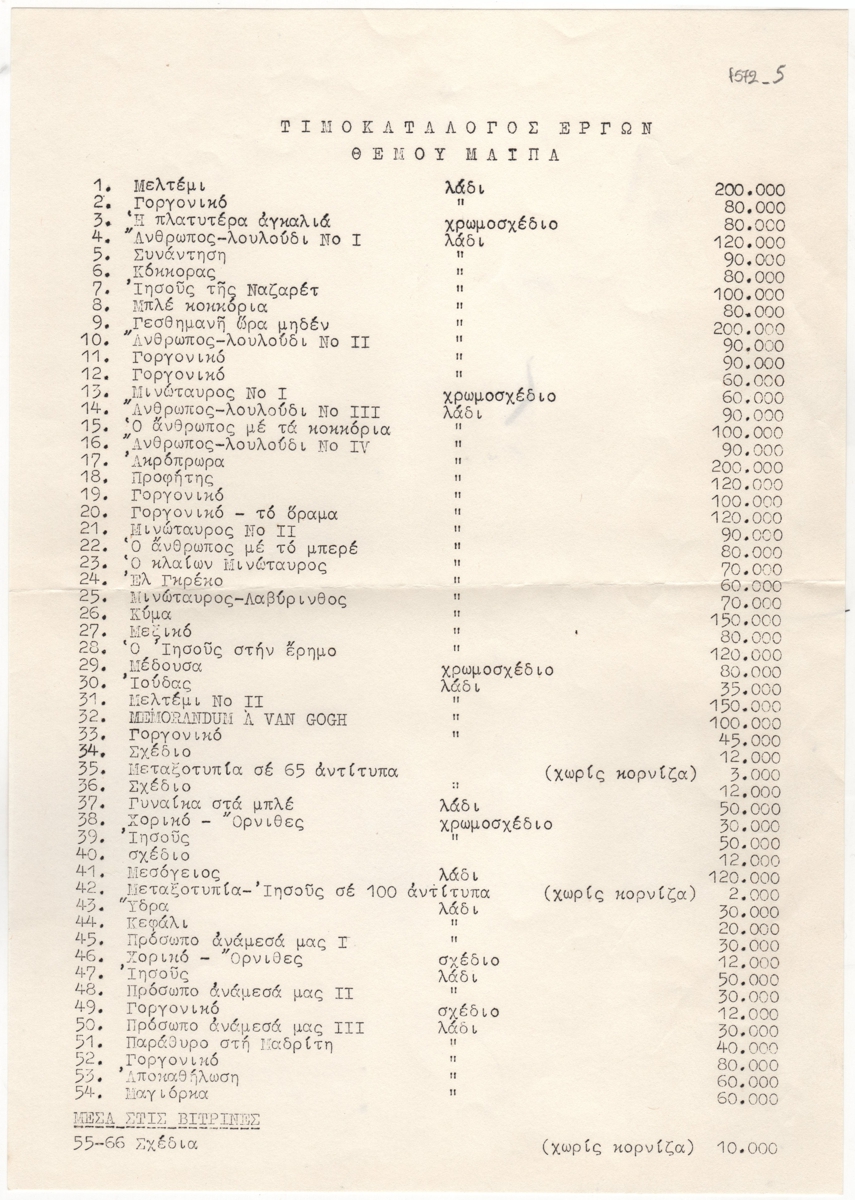 f572_5
ΤΙΜΟΚΑΤΑΛΟΓΟΣ ΕΡΓΩΝ
ΘΕΜΟΥ ΜΑΙΠΑ
1. Μελτέμι λάδι 200.000
2. Γοργονικό " 80.000
3. Ἡ πλατυτέρα ἀγκαλιά χρωμοσχέδιο 80.000
4. Ἄνθρωπος-λουλούδι Νο Ι λάδι 120.000
5. Συνάντηση " 90.000
6. Κόκκορας " 80.000
7. Ἰησοῦς τῆς Ναζαρέτ " 100.000
8. Μπλέ κοκκόρια " 80.000
9. Γεσθημανῆ ὥρα μηδέν " 200.000
10. Ἄνθρωπος-λουλούδι Νο ΙΙ " 90.000
11. Γοργονικό " 90.000
12. Γοργονικό " 60.000
13. Μινώταυρος Νο Ι χρωμοσχέδιο 60.000
14. Ἄνθρωπος-λουλούδι Νο ΙΙΙ λάδι 90.000
15. Ὁ ἄνθρωπος μέ τά κοκκόρια " 100.000
16. Ἄνθρωπος-λουλούδι Νο IV " 90.000
17. Ἀκρόπρωρα " 200.000
18. Προφήτης " 120.000
19. Γοργονικό " 100.000
20. Γοργονικό - τό ὅραμα " 120.000
21. Μινώταυρος Νο ΙΙ " 90.000
22. Ὁ ἄνθρωπος μέ τό μπερέ " 80.000
23. Ὁ κλαίων Μινώταυρος " 70.000
24. Ἐλ Γκρέκο " 60.000
25. Μινώταυρος-Λαβύρινθος " 70.000
26. Κύμα " 150.000
27. Μεξικό " 80.000
28. Ὁ Ἰησοῦς στήν ἔρημο " 120.000
29. Μέδουσα χρωμοσχέδιο 80.000
30. Ἰούδας λάδι 35.000
31. Μελτέμι Νο ΙΙ " 150.000
32. MEMORANDUM À VAN GOGH " 100.000
33. Γοργονικό " 45.000
34. Σχέδιο 12.000
35. Μεταξοτυπία σέ 65 ἀντίτυπα (χωρίς κορνίζα) 3.000
36. Σχέδιο " 12.000
37. Γυναίκα στά μπλέ λάδι 50.000
38. Χορικό - Ὄρνιθες χρωμοσχέδιο 30.000
39. Ἰησοῦς " 50.000
40. σχέδιο 12.000
41. Μεσόγειος λάδι 120.000
42. Μεταξοτυπία-Ἰησοῦς σέ 100 ἀντίτυπα (χωρίς κορνίζα) 2.000
43. Ὕδρα λάδι 30.000
44. Κεφάλι " 20.000
45. Πρόσωπο ἀνάμεσά μας Ι " 30.000
46. Χορικό - Ὄρνιθες σχέδιο 12.000
47. Ἰησοῦς λάδι 50.000
48. Πρόσωπο ἀνάμεσά μας ΙΙ " 30.000
49. Γοργονικό σχέδιο 12.000
50. Πρόσωπο ἀνάμεσά μας ΙΙΙ λάδι 30.000
51. Παράθυρο στή Μαδρίτη " 40.000
52. Γοργονικό " 80.000
53. Ἀποκαθήλωση " 60.000
54. Μαγιόρκα " 60.000
ΜΕΣΑ ΣΤΙΣ ΒΙΤΡΙΝΕΣ
55-66 Σχέδια (χωρίς κορνίζα) 10.000